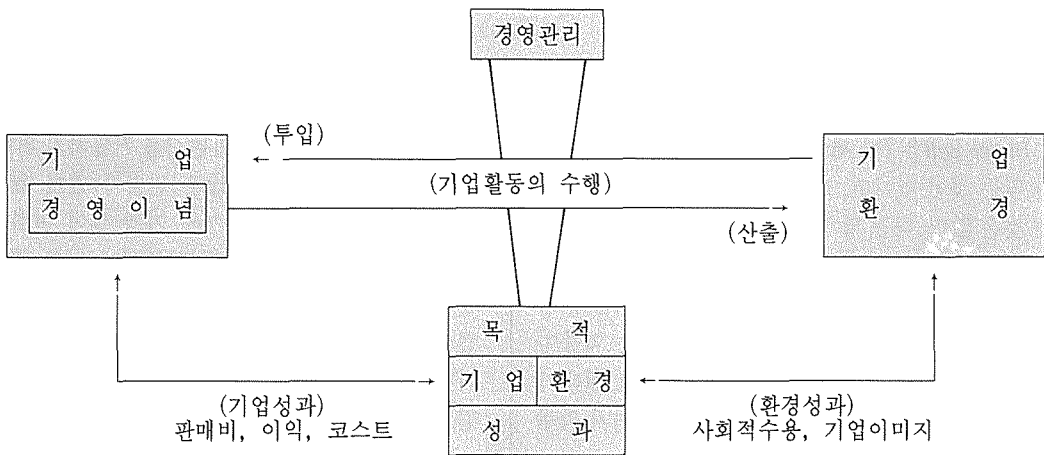 경영관리
(투입)
기 업
경 영 이 념
(기업활동의 수행)
기 업
환 경
(산출)
목 적
기 업 환 경
성 과
(기업성과)
판매비, 이익, 코스트
(환경성과)
사회적수용, 기업이미지